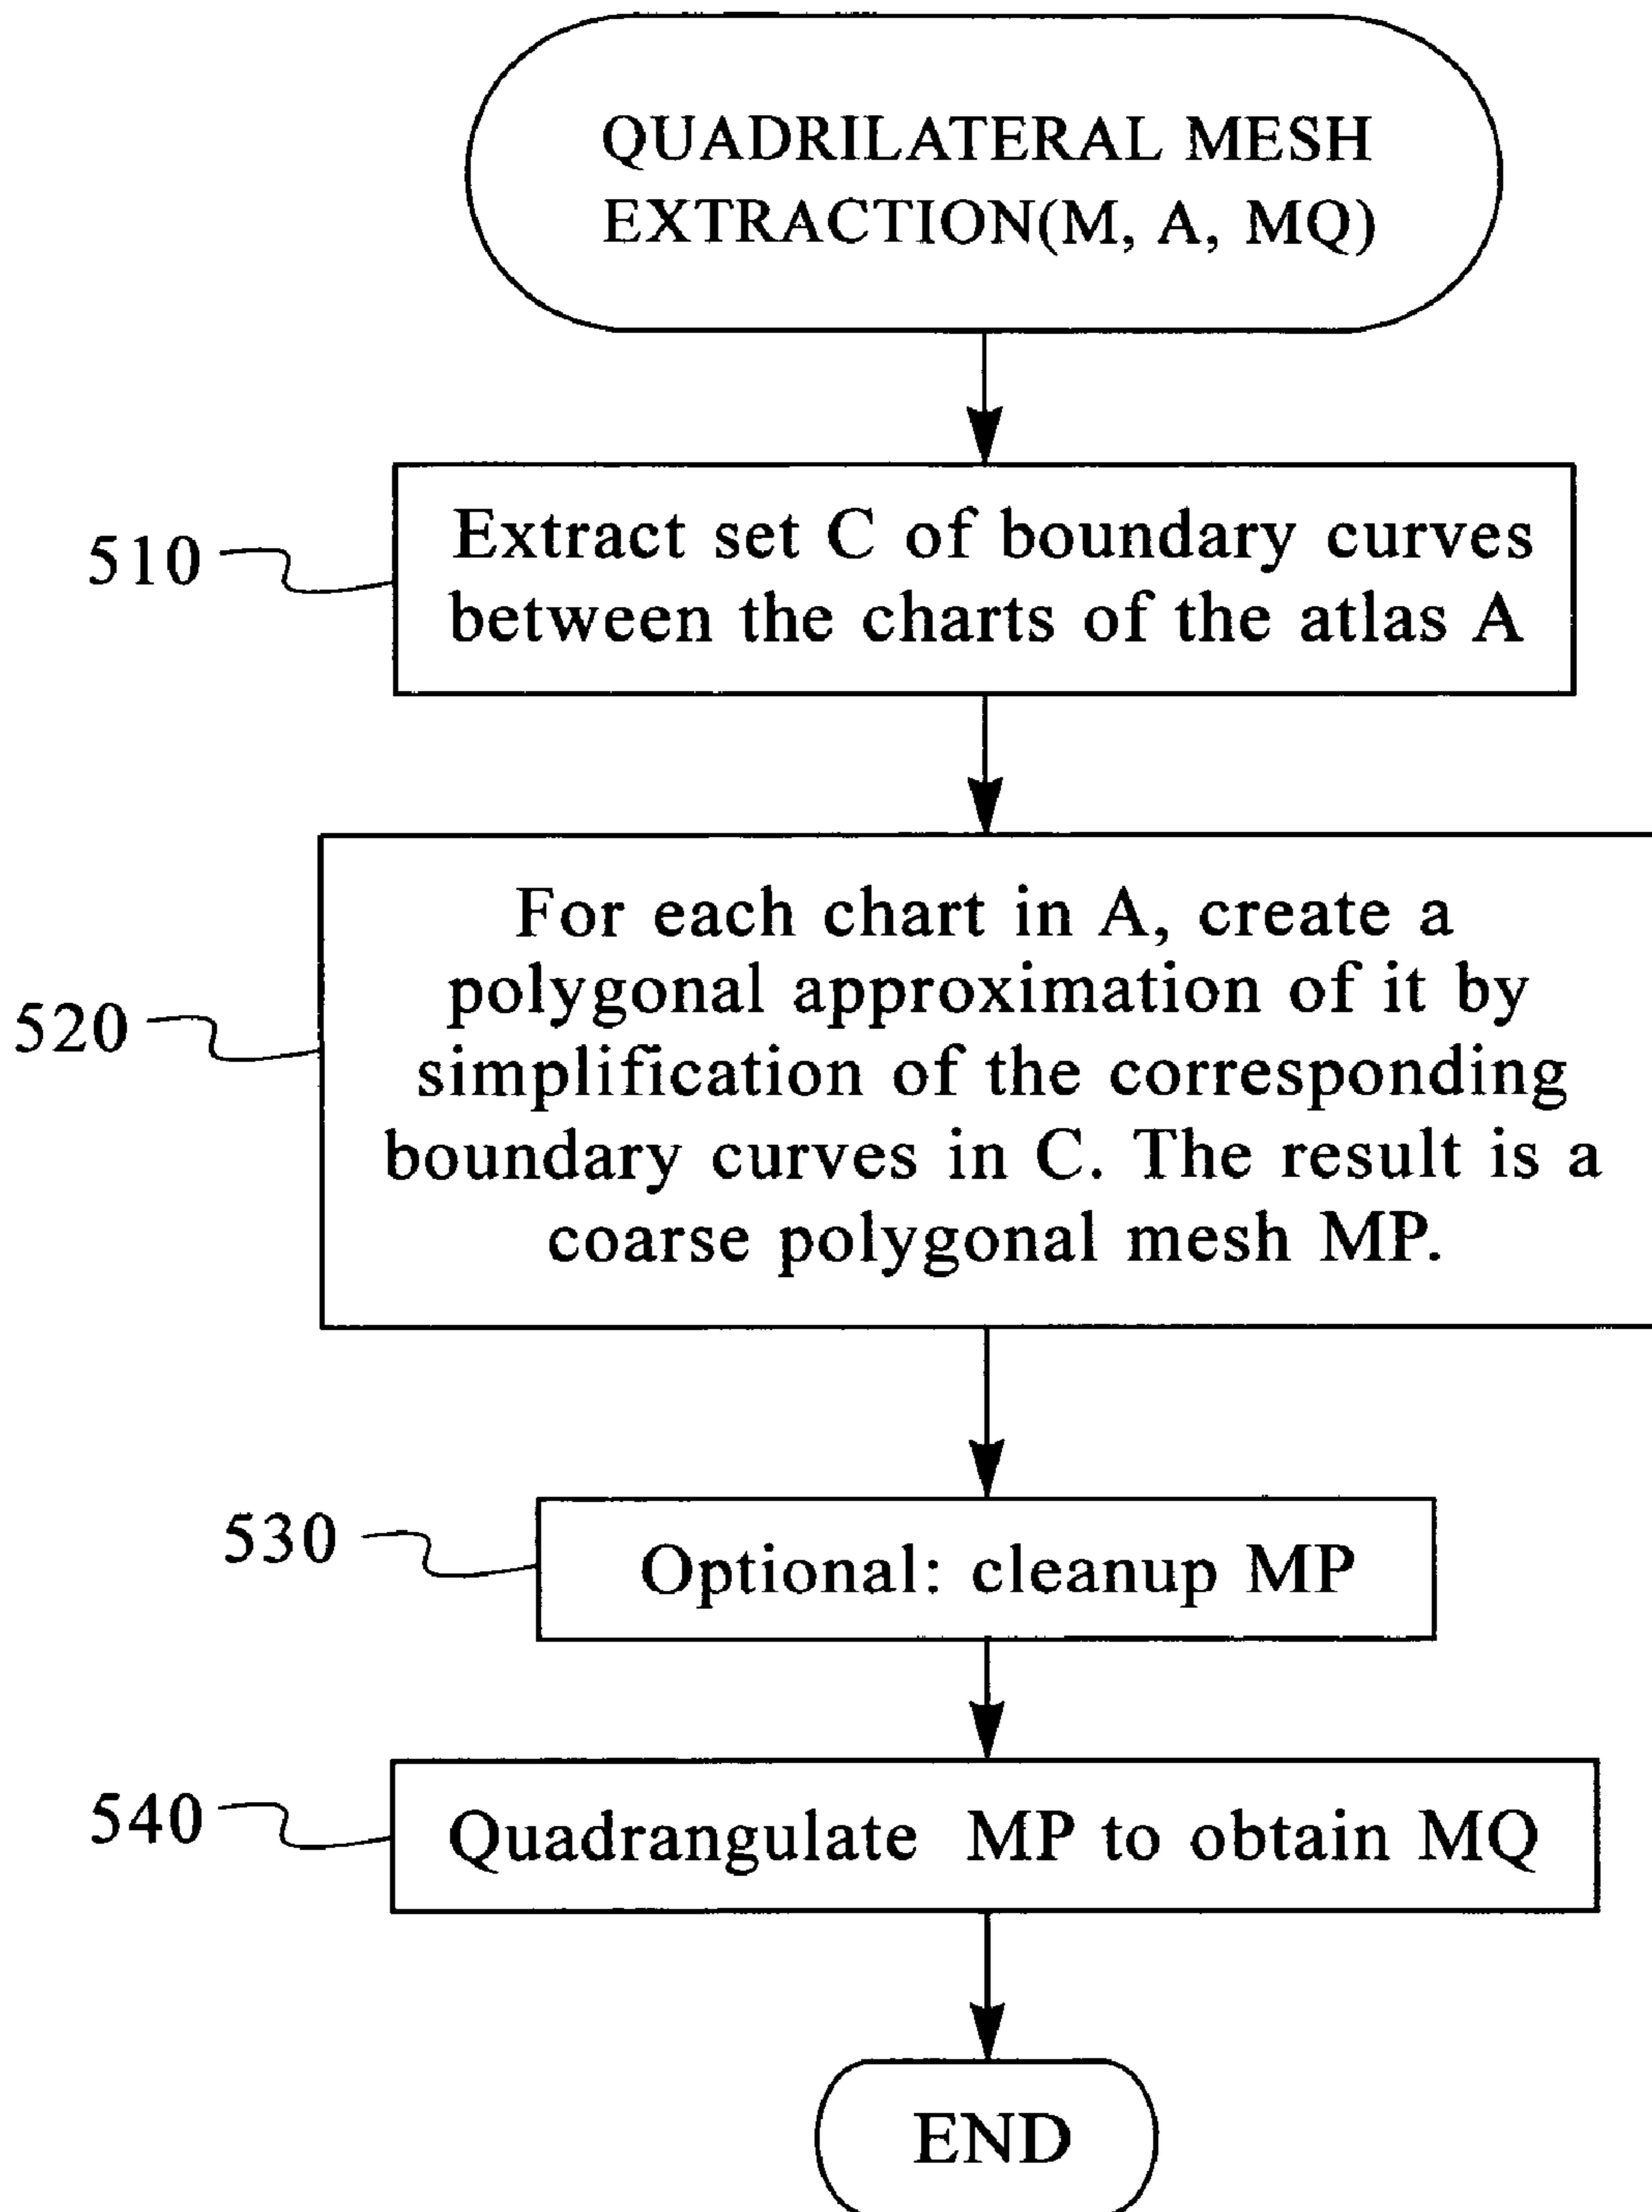 QUADRILATERAL MESH
EXTRACTION(M, A, MQ)
510
Extract set C of boundary curves
between the charts of the atlas A
520
For each chart in A, create a
polygonal approximation of it by
simplification of the corresponding
boundary curves in C. The result is a
coarse polygonal mesh MP.
530
Optional: cleanup MP
540
Quadrangulate MP to obtain MQ
END